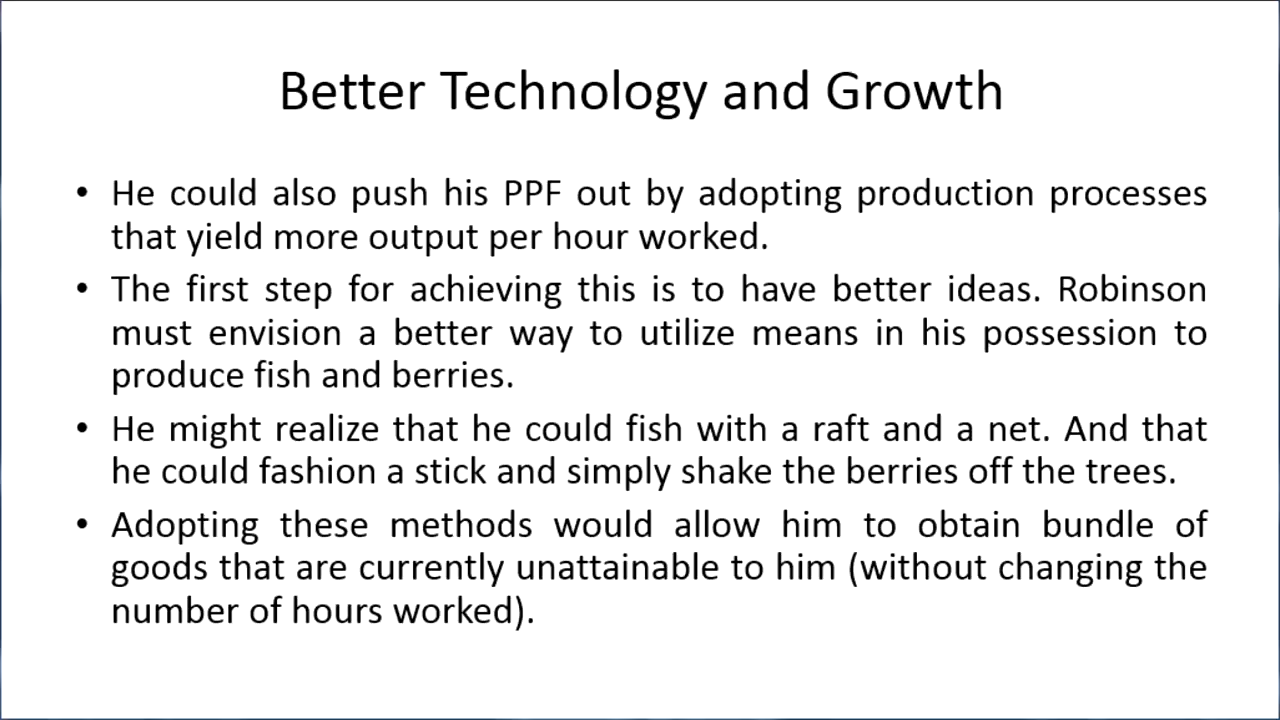 Better Technology and Growth
• He could also push his PPF out by adopting production processes
that yield more output per hour worked.
• The first step for achieving this is to have better ideas. Robinson
must envision a better way to utilize means in his possession to
produce fish and berries.
• He might realize that he could fish with a raft and a net. And that
he could fashion a stick and simply shake the berries off the trees.
• Adopting these methods would allow him to obtain bundle of
goods that are currently unattainable to him (without changing the
number of hours worked).